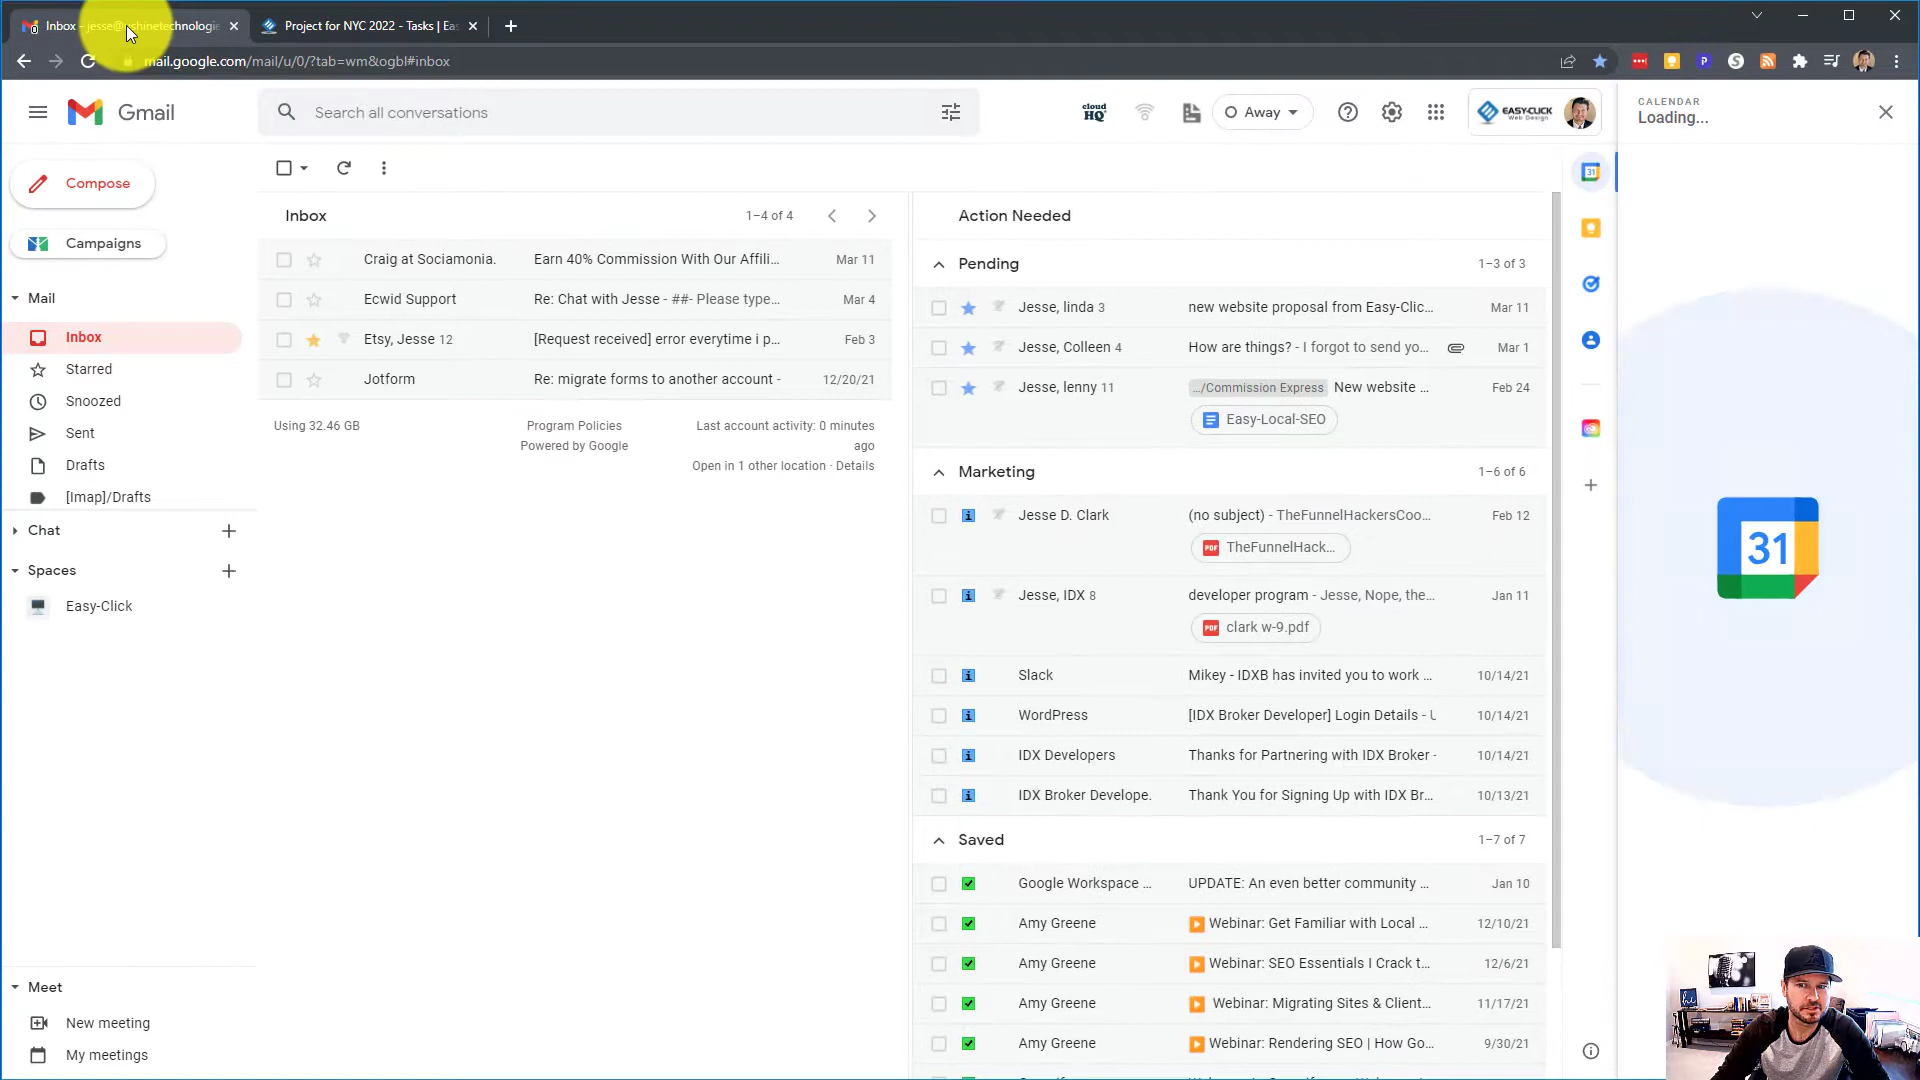 Inbox - jesse@oshinetechnologie
Project for NYC 2022 - Tasks | Eas
mail.google.com/mail/u/0/?tab=wm&ogbl#inbox
Gmail
Search all conversations
cloud HQ
Away
EASY-CLICK
Web Design
CALENDAR
Loading...
Compose
Campaigns
Mail
Inbox
Starred
Snoozed
Sent
Drafts
[Imap]/Drafts
Chat
Spaces
Easy-Click
Meet
New meeting
My meetings
Inbox
1–4 of 4
Craig at Sociamonia. Earn 40% Commission With Our Affili... Mar 11
Ecwid Support Re: Chat with Jesse - ##- Please type... Mar 4
Etsy, Jesse 12 [Request received] error everytime i p... Feb 3
Jotform Re: migrate forms to another account - 12/20/21
Using 32.46 GB
Program Policies
Powered by Google
Last account activity: 0 minutes
ago
Open in 1 other location · Details
Action Needed
Pending 1–3 of 3
Jesse, linda 3 new website proposal from Easy-Clic... Mar 11
Jesse, Colleen 4 How are things? - I forgot to send yo... Mar 1
Jesse, lenny 11 .../Commission Express New website ... Feb 24
Easy-Local-SEO
Marketing 1–6 of 6
Jesse D. Clark (no subject) - TheFunnelHackersCoo... Feb 12
PDF TheFunnelHack...
Jesse, IDX 8 developer program - Jesse, Nope, the... Jan 11
PDF clark w-9.pdf
Slack Mikey - IDXB has invited you to work ... 10/14/21
WordPress [IDX Broker Developer] Login Details - U 10/14/21
IDX Developers Thanks for Partnering with IDX Broker - 10/14/21
IDX Broker Develope. Thank You for Signing Up with IDX Br... 10/13/21
Saved 1–7 of 7
Google Workspace ... UPDATE: An even better community ... Jan 10
Amy Greene Webinar: Get Familiar with Local ... 12/10/21
Amy Greene Webinar: SEO Essentials I Crack t... 12/6/21
Amy Greene Webinar: Migrating Sites & Client... 11/17/21
Amy Greene Webinar: Rendering SEO | How Go... 9/30/21
31
31